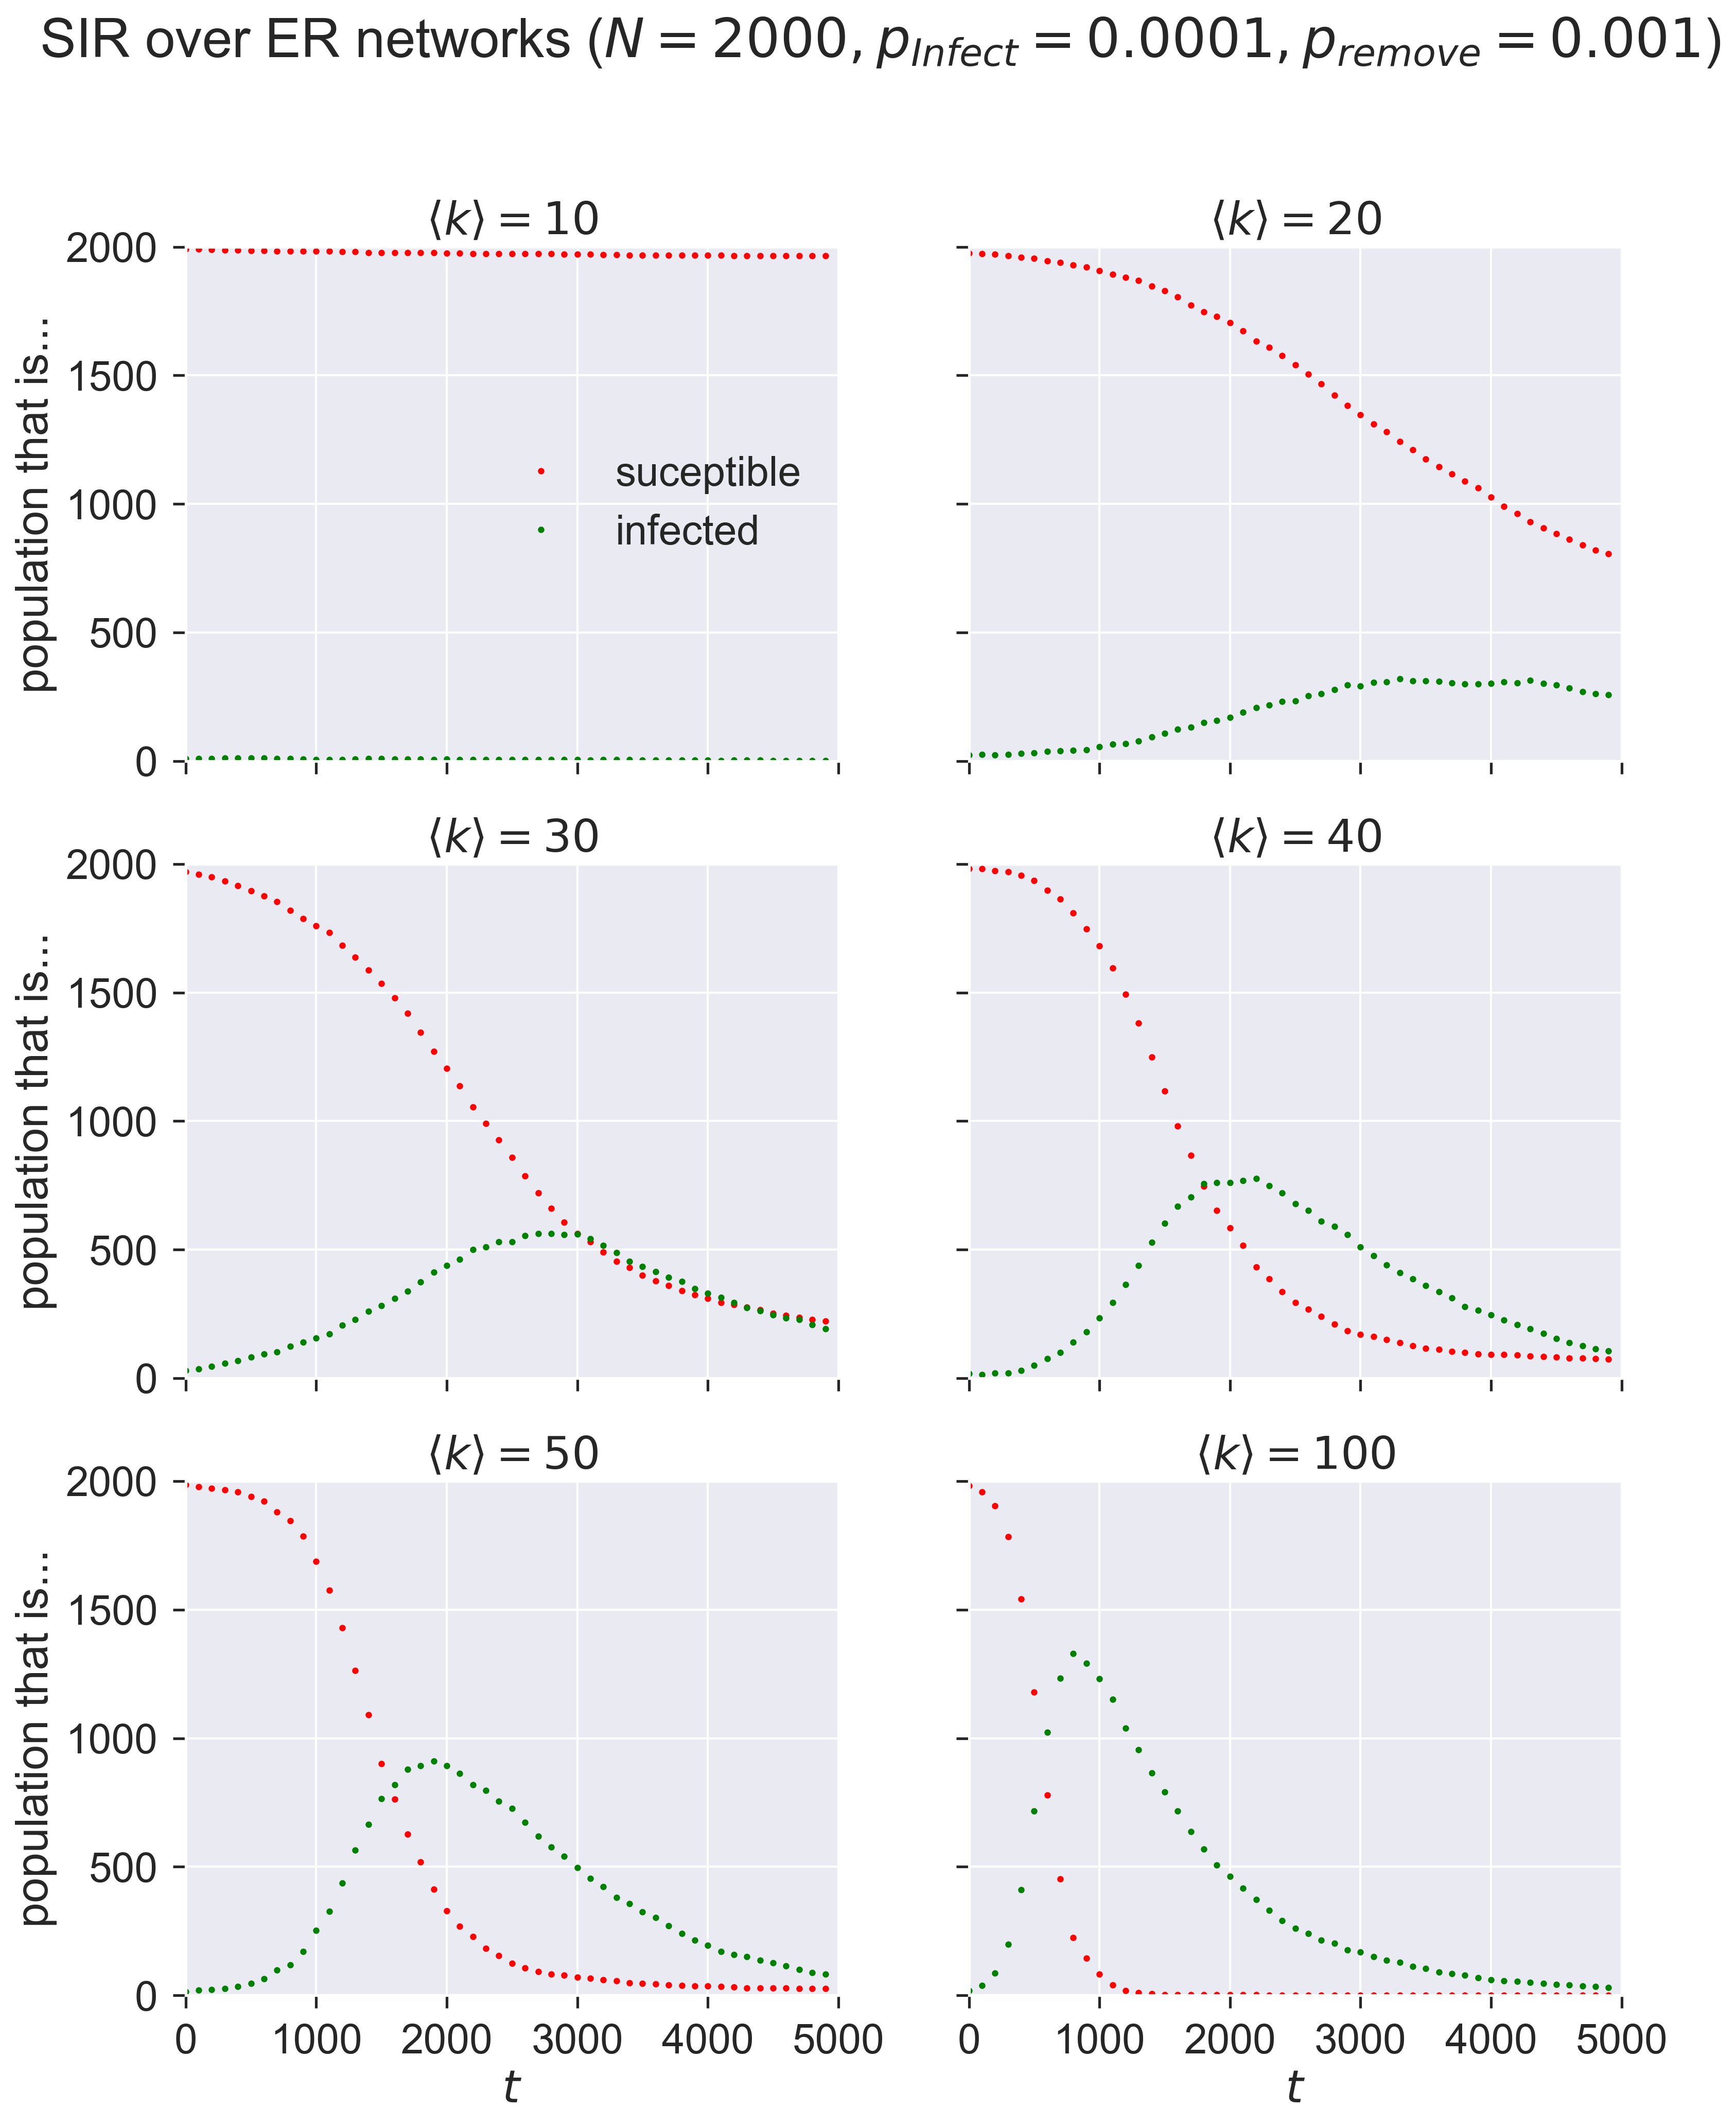 SIR over ER networks (N = 2000, p_Infect = 0.0001, p_remove = 0.001)
⟨k⟩ = 10
⟨k⟩ = 20
population that is...
2000
1500
1000
500
0
suceptible
infected
⟨k⟩ = 30
⟨k⟩ = 40
population that is...
2000
1500
1000
500
0
⟨k⟩ = 50
⟨k⟩ = 100
population that is...
2000
1500
1000
500
0
0 1000 2000 3000 4000 5000
0 1000 2000 3000 4000 5000
t
t